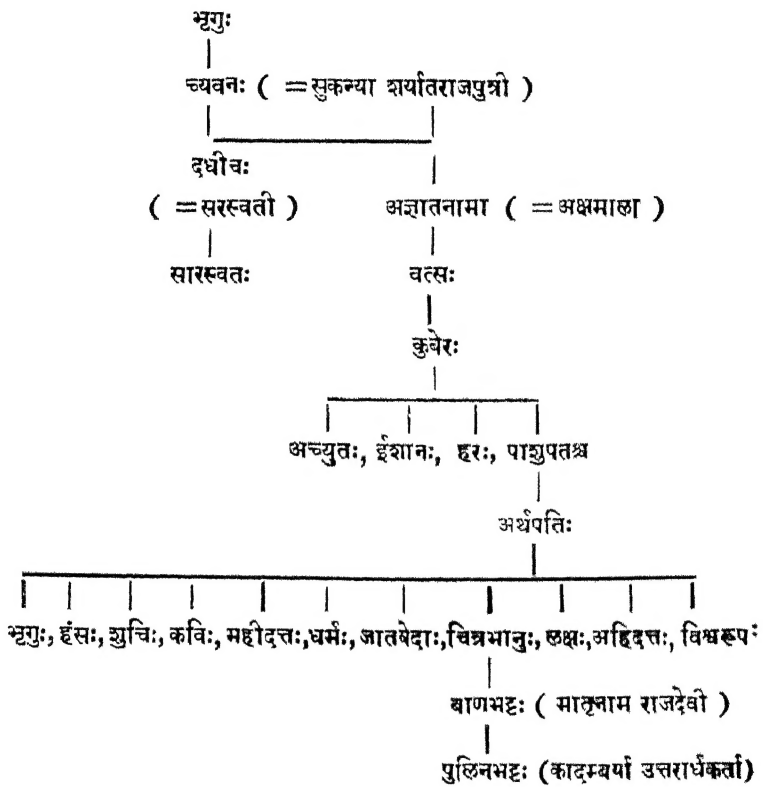 भृगुः
च्यवनः ( =सुकन्या शर्यातराजपुत्री )
दधीचः
( =सरस्वती ) अज्ञातनामा ( =अक्षमाला )
सारस्वतः वत्सः
कुबेरः
अच्युतः, ईशानः, हरः, पाशुपतश्च
अर्थपतिः
भृगुः, हंसः, शुचिः, कविः, महीदत्तः, धर्मः, जातवेदाः, चित्रभानुः, लक्षः, अहिदत्तः, विश्वरूपः
बाणभट्टः ( मातृनाम राजदेवी )
पुलिनभट्टः (कादम्बर्या उत्तरार्धकर्ता)